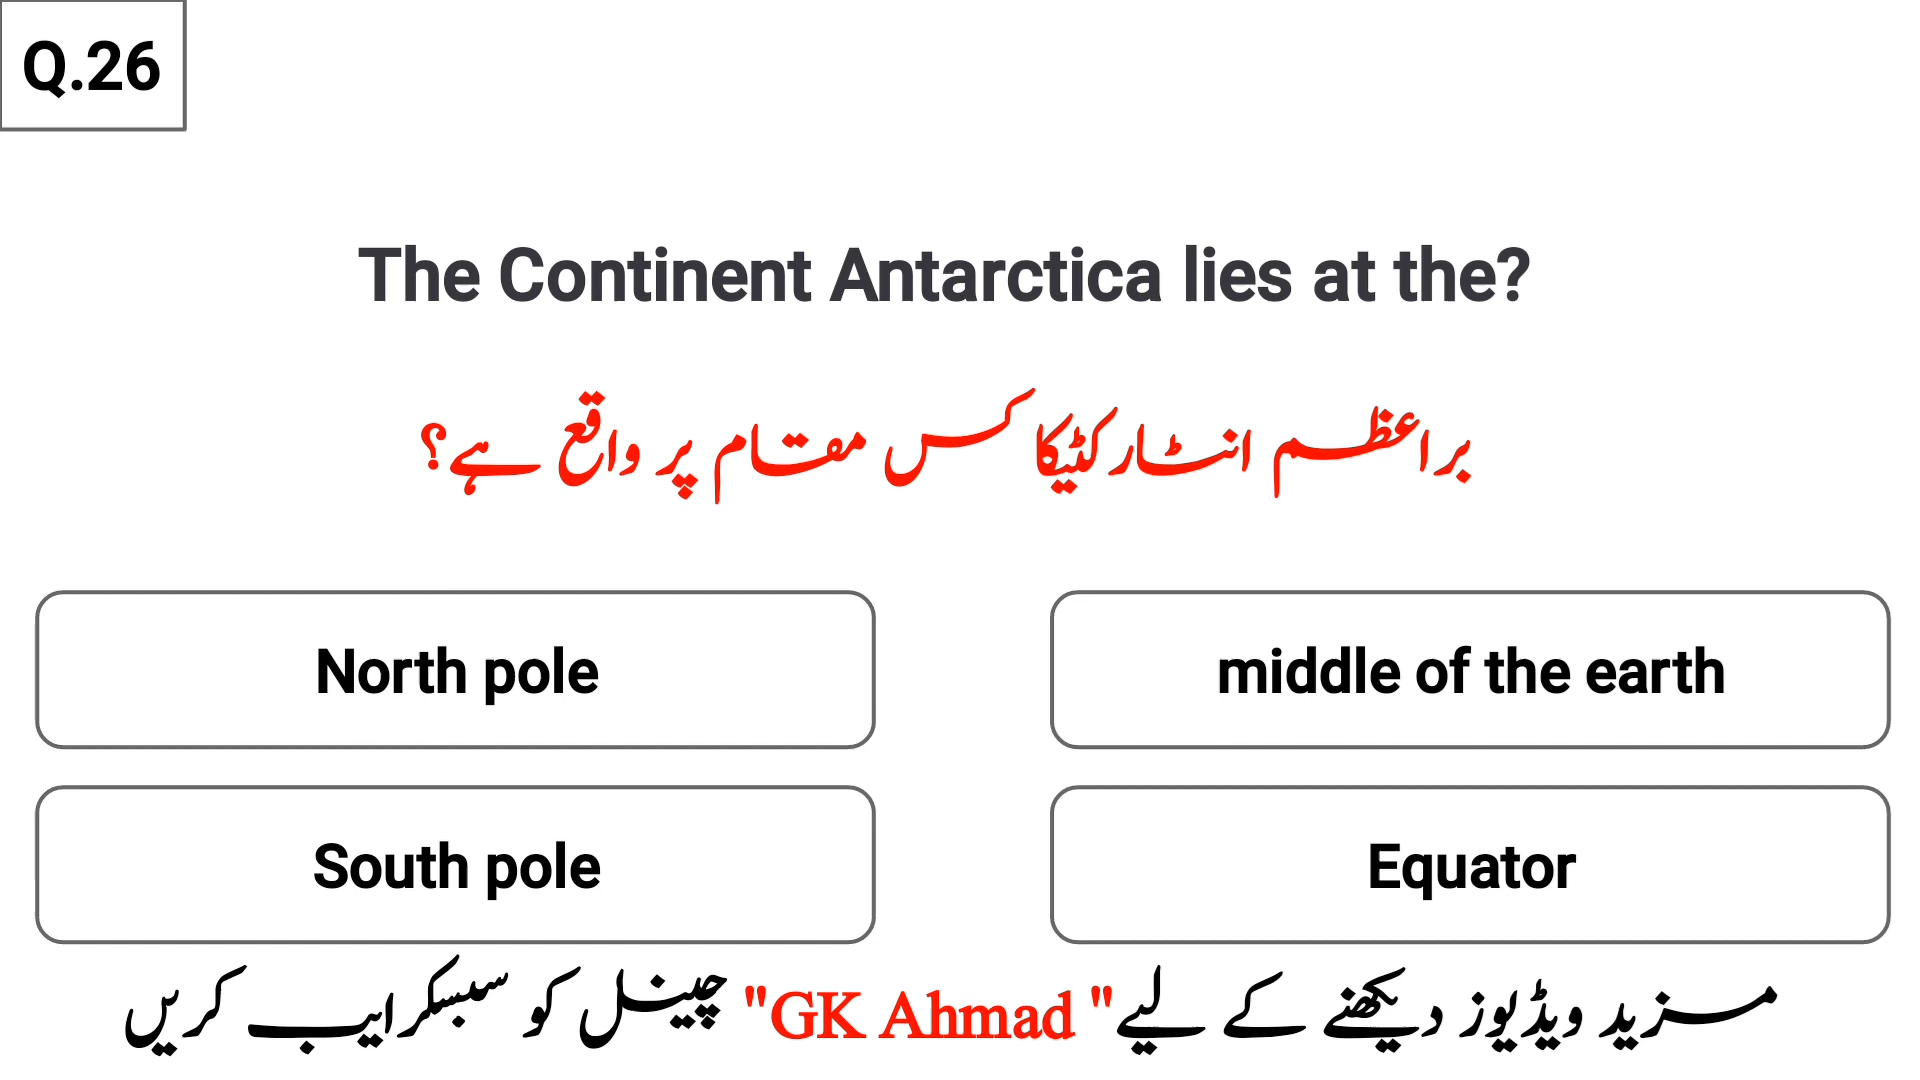 Q.26
The Continent Antarctica lies at the?
براعظم انٹارکٹیکا کس مقام پر واقع ہے؟
North pole
middle of the earth
South pole
Equator
مزید ویڈیوز دیکھنے کے لیے "GK Ahmad" چینل کو سبسکرایب کریں